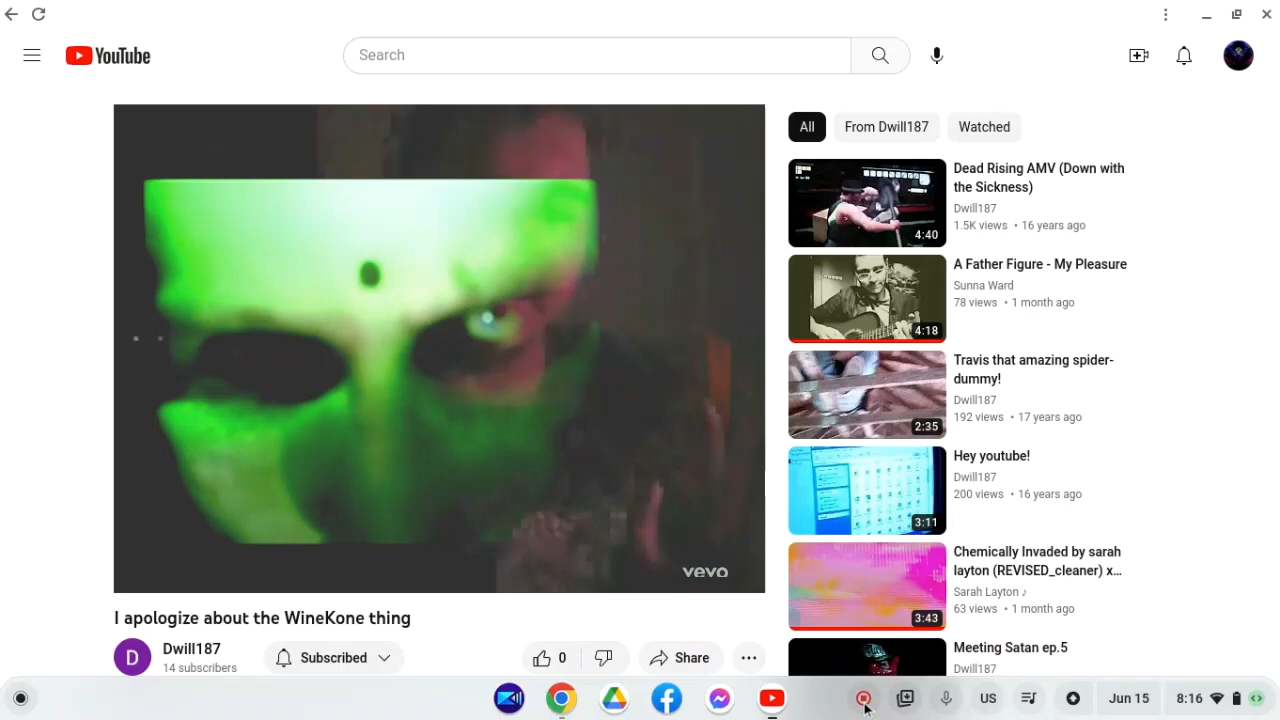 YouTube
Search
All
From Dwill187
Watched
Dead Rising AMV (Down with
the Sickness)
Dwill187
1.5K views • 16 years ago
4:40
A Father Figure - My Pleasure
Sunna Ward
78 views • 1 month ago
4:18
Travis that amazing spider-
dummy!
Dwill187
192 views • 17 years ago
2:35
Hey youtube!
Dwill187
200 views • 16 years ago
3:11
Chemically Invaded by sarah
layton (REVISED_cleaner) x...
Sarah Layton ♪
63 views • 1 month ago
3:43
Meeting Satan ep.5
Dwill187
vevo
I apologize about the WineKone thing
D
Dwill187
14 subscribers
Subscribed
0
Share
US
Jun 15
8:16